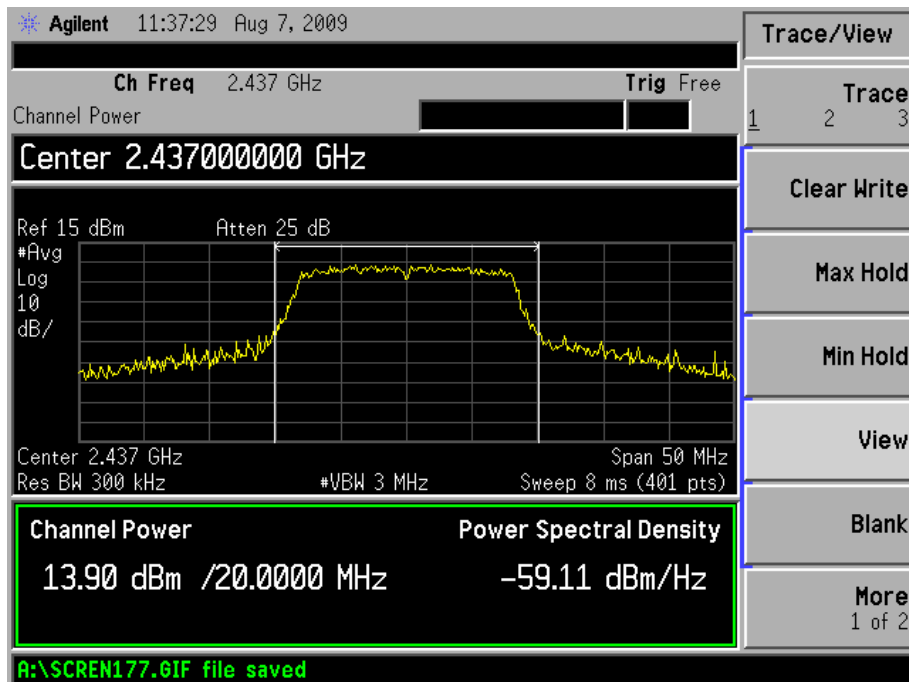 Agilent 11:37:29 Aug 7, 2009
Trace/View
Ch Freq 2.437 GHz Trig Free
Channel Power
Trace
1 2 3
Center 2.437000000 GHz
Clear Write
Ref 15 dBm Atten 25 dB
#Avg
Log
10
dB/
Max Hold
Min Hold
View
Center 2.437 GHz Span 50 MHz
Res BW 300 kHz #VBW 3 MHz Sweep 8 ms (401 pts)
Channel Power Power Spectral Density
13.90 dBm /20.0000 MHz -59.11 dBm/Hz
Blank
More
1 of 2
A:\SCREN177.GIF file saved